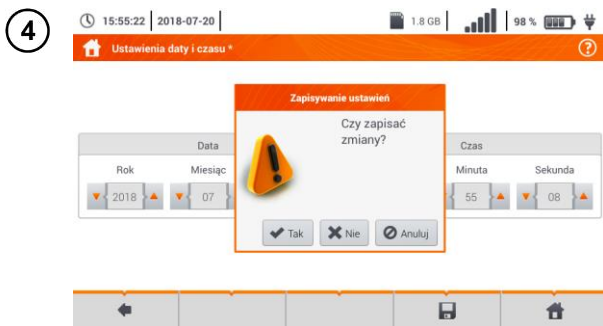 4
15:55:22 2018-07-20 1.8 GB 98 %
Ustawienia daty i czasu *
Zapisywanie ustawień
Czy zapisać
zmiany?
Data Czas
Rok Miesiąc Minuta Sekunda
2018 07 55 08
Tak Nie Anuluj